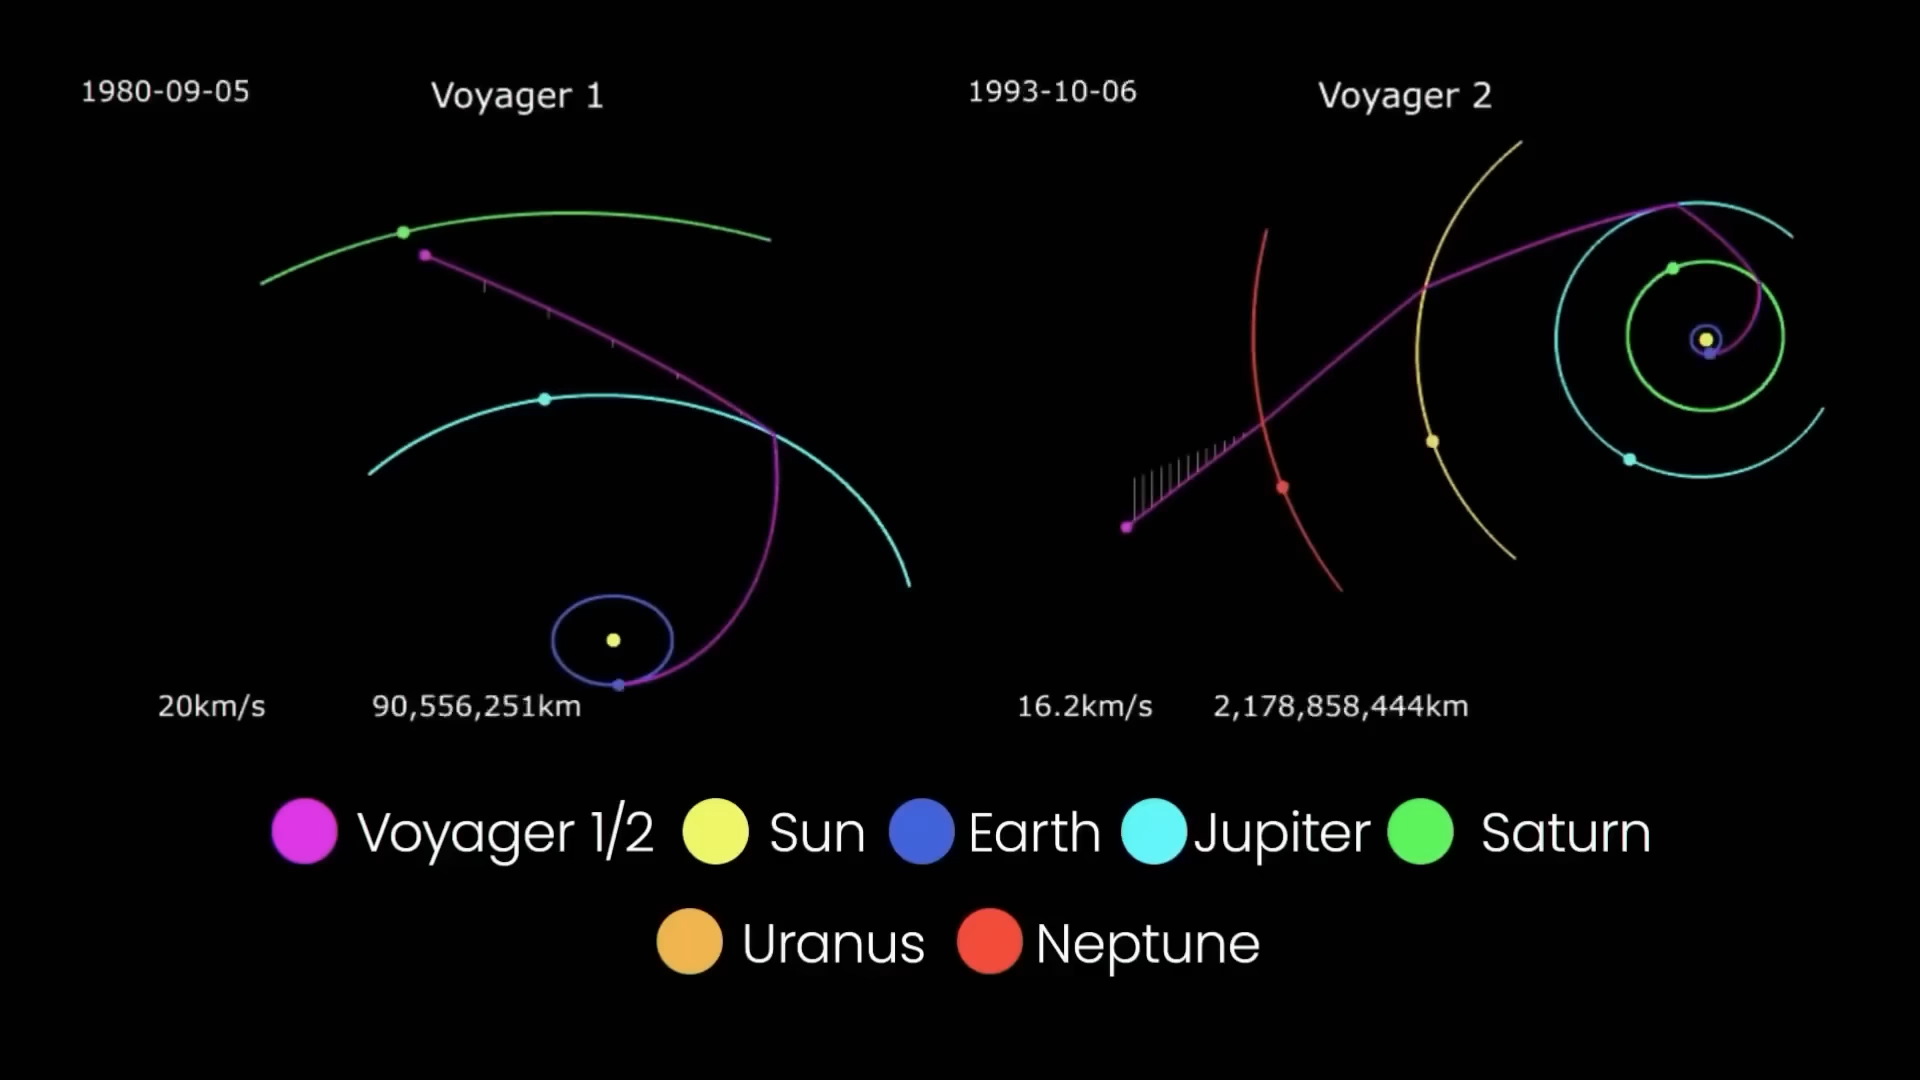 1980-09-05
Voyager 1
1993-10-06
Voyager 2
20km/s
90,556,251km
16.2km/s
2,178,858,444km
Voyager 1/2
Sun
Earth
Jupiter
Saturn
Uranus
Neptune